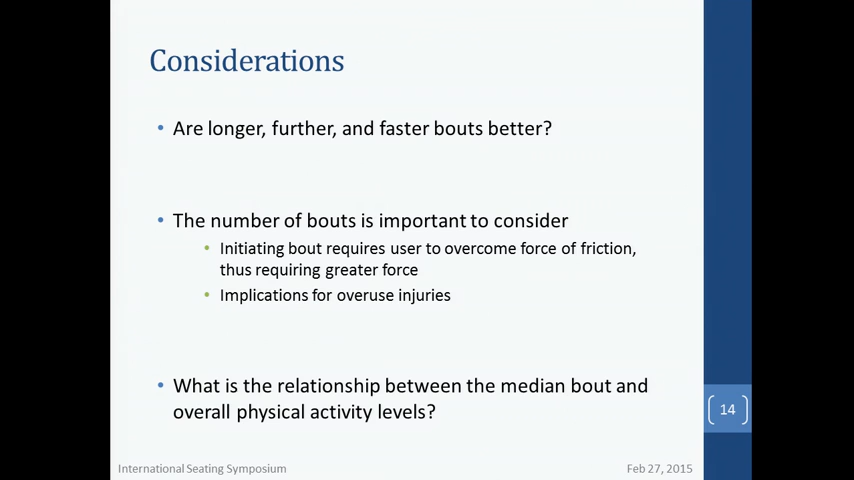 Considerations
• Are longer, further, and faster bouts better?
• The number of bouts is important to consider
• Initiating bout requires user to overcome force of friction,
thus requiring greater force
• Implications for overuse injuries
• What is the relationship between the median bout and
overall physical activity levels?
14
International Seating Symposium
Feb 27, 2015